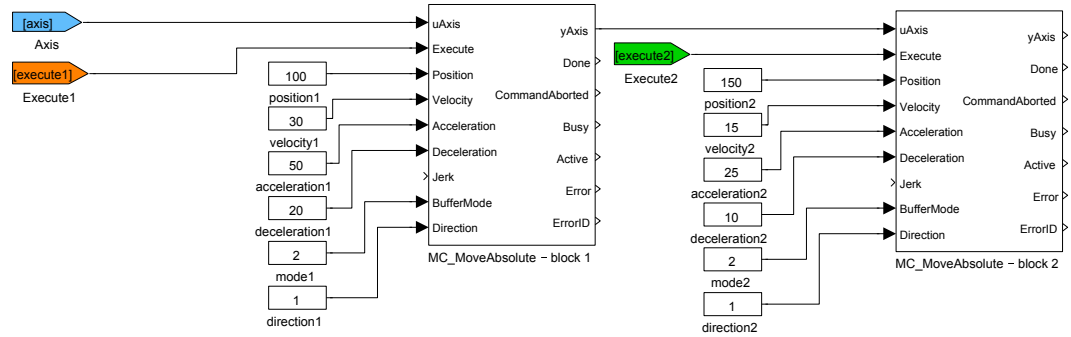 [axis]
Axis
[execute1]
Execute1
100
position1
30
velocity1
50
acceleration1
20
deceleration1
2
mode1
1
direction1
uAxis
Execute
Position
Velocity
Acceleration
Deceleration
Jerk
BufferMode
Direction
yAxis
Done
CommandAborted
Busy
Active
Error
ErrorID
MC_MoveAbsolute − block 1
[execute2]
Execute2
150
position2
15
velocity2
25
acceleration2
10
deceleration2
2
mode2
1
direction2
uAxis
Execute
Position
Velocity
Acceleration
Deceleration
Jerk
BufferMode
Direction
yAxis
Done
CommandAborted
Busy
Active
Error
ErrorID
MC_MoveAbsolute − block 2